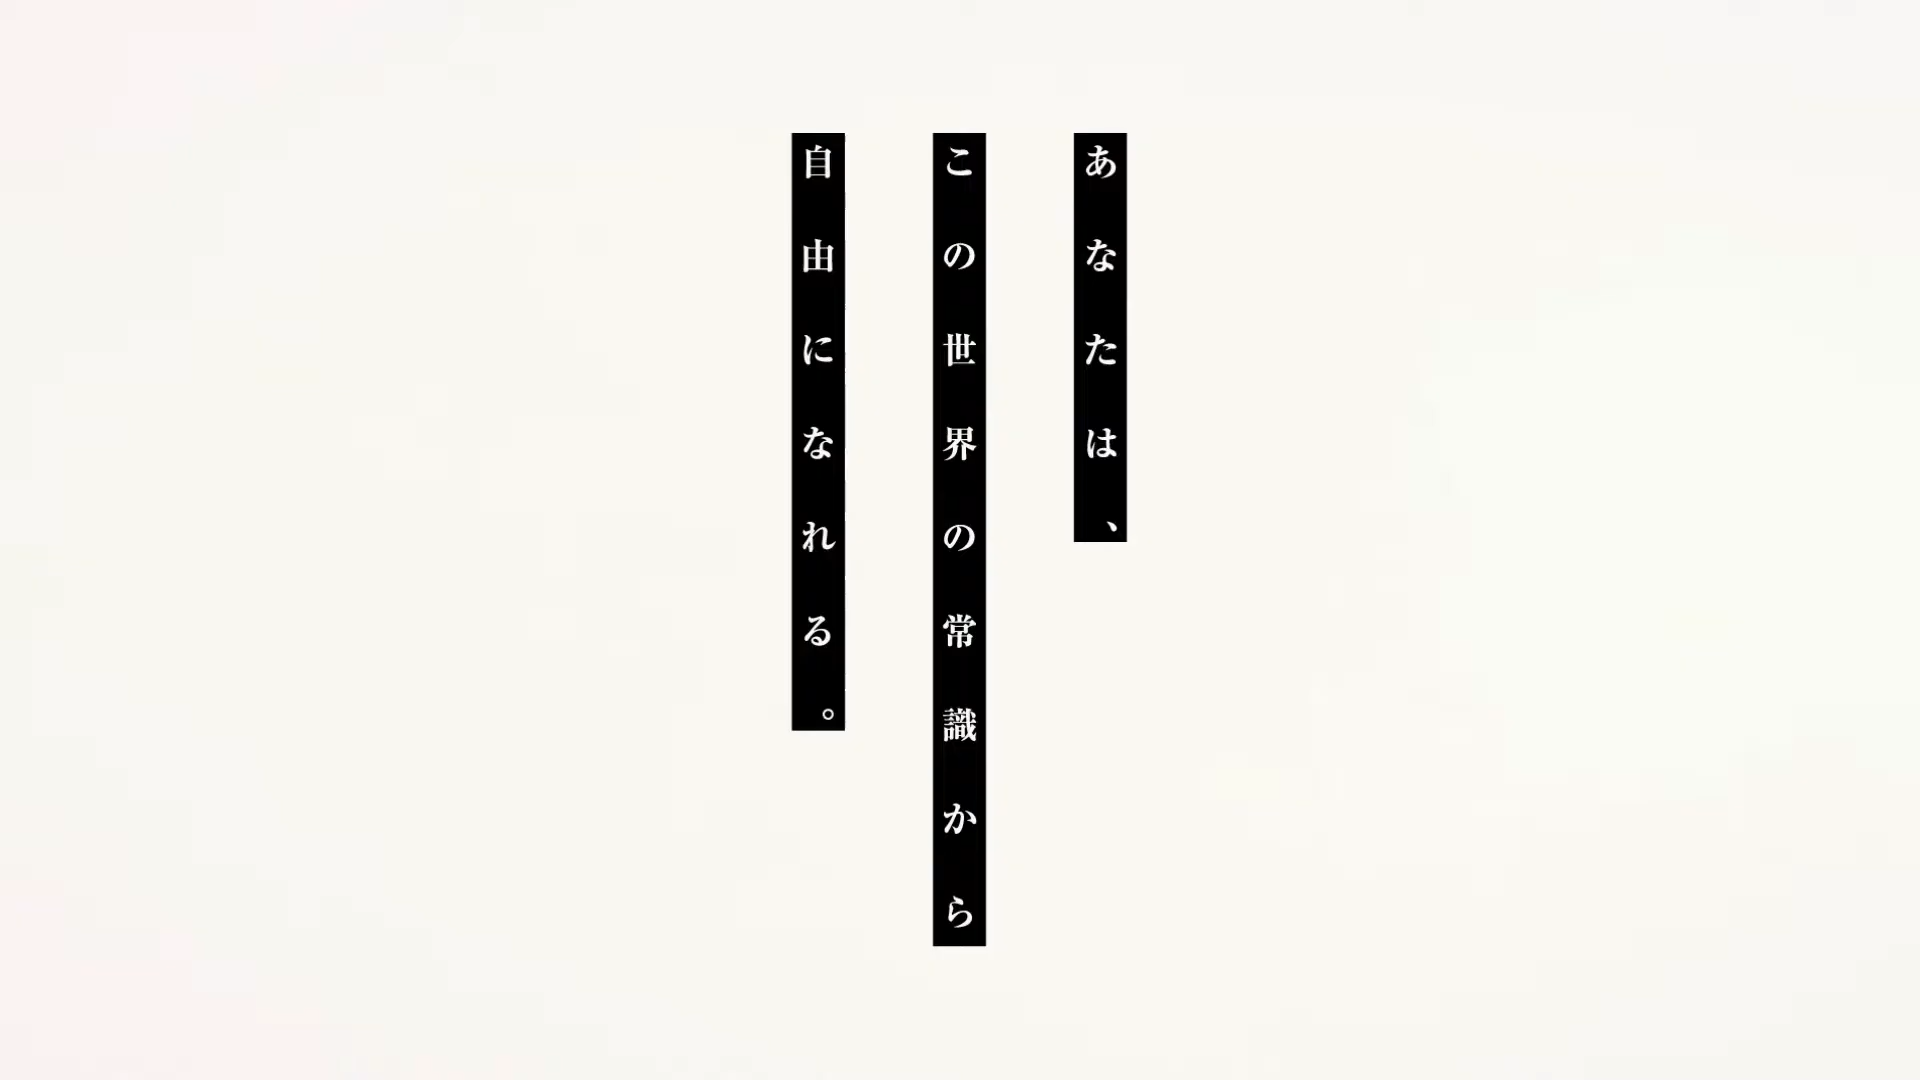 あなたは、
この世界の常識から
自由になれる。